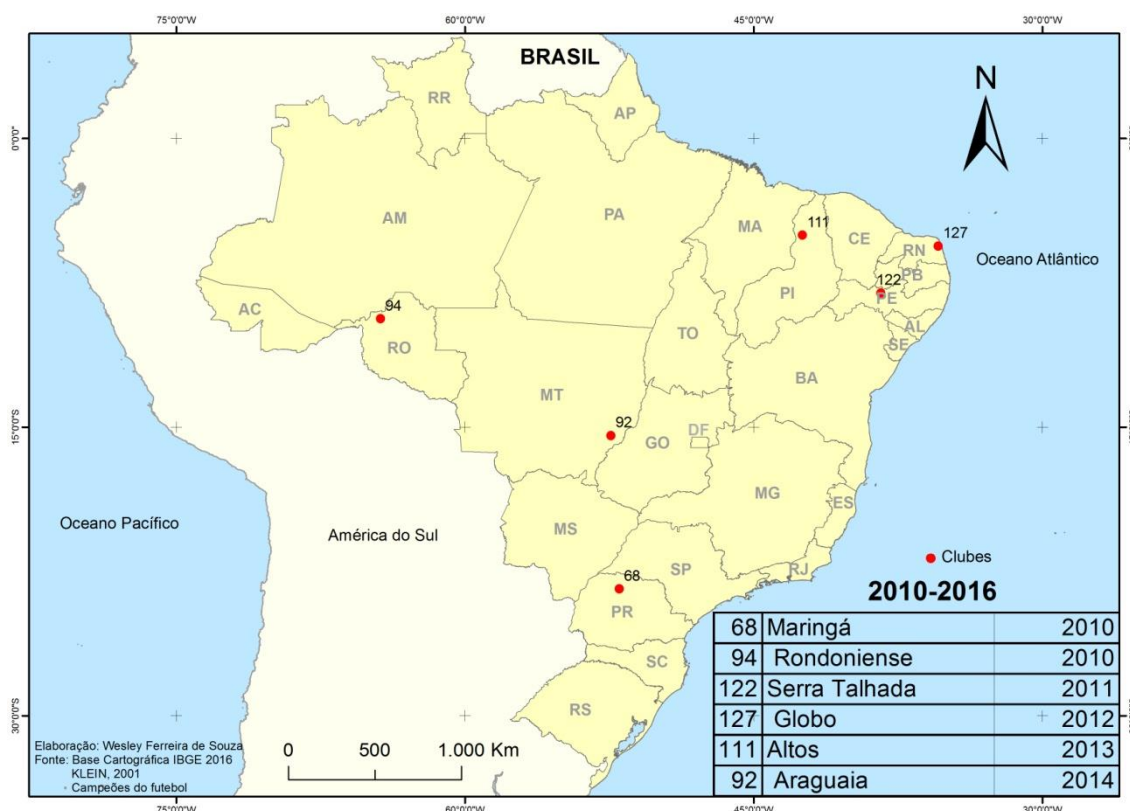 75°0'0"W 60°0'0"W 45°0'0"W 30°0'0"W
BRASIL
N
RR
AP
0°0'0"
AM
PA
MA
111
CE
127
RN
Oceano Atlântico
PB
122
PE
PI
94
AC
RO
TO
AL
SE
BA
MT
92
15°0'0"S
GO
DF
MG
ES
Oceano Pacífico
América do Sul
MS
SP
RJ
Clubes
68
PR
2010-2016
68 Maringá 2010
94 Rondoniense 2010
122 Serra Talhada 2011
127 Globo 2012
111 Altos 2013
92 Araguaia 2014
SC
RS
30°0'0"S
Elaboração: Wesley Ferreira de Souza
Fonte: Base Cartográfica IBGE 2016
KLEIN, 2001
Campeões do futebol
0 500 1.000 Km
75°0'0"W 60°0'0"W 45°0'0"W 30°0'0"W